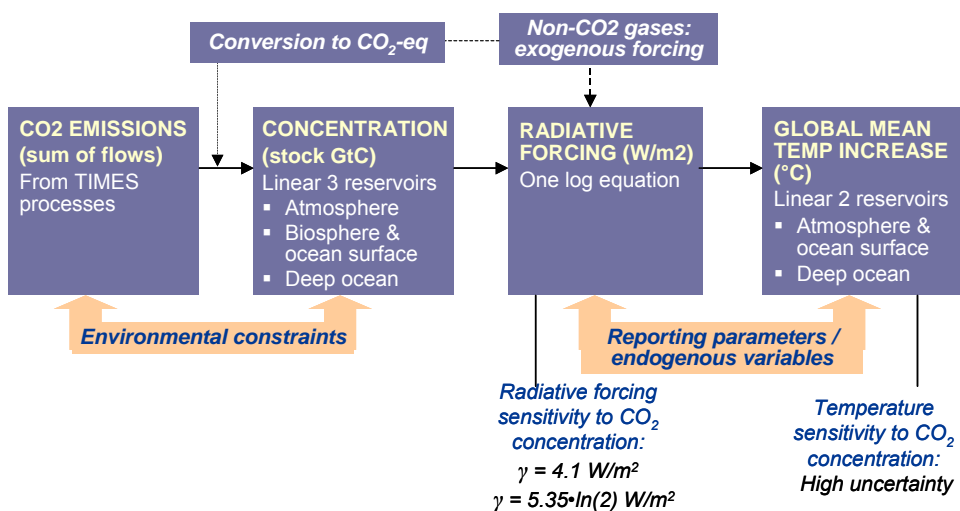 Conversion to CO₂-eq
Non-CO2 gases:
exogenous forcing
CO2 EMISSIONS
(sum of flows)
From TIMES
processes
CONCENTRATION
(stock GtC)
Linear 3 reservoirs
▪ Atmosphere
▪ Biosphere &
ocean surface
▪ Deep ocean
RADIATIVE
FORCING (W/m2)
One log equation
GLOBAL MEAN
TEMP INCREASE
(°C)
Linear 2 reservoirs
▪ Atmosphere &
ocean surface
▪ Deep ocean
Environmental constraints
Reporting parameters /
endogenous variables
Radiative forcing
sensitivity to CO₂
concentration:
γ = 4.1 W/m²
γ = 5.35•ln(2) W/m²
Temperature
sensitivity to CO₂
concentration:
High uncertainty